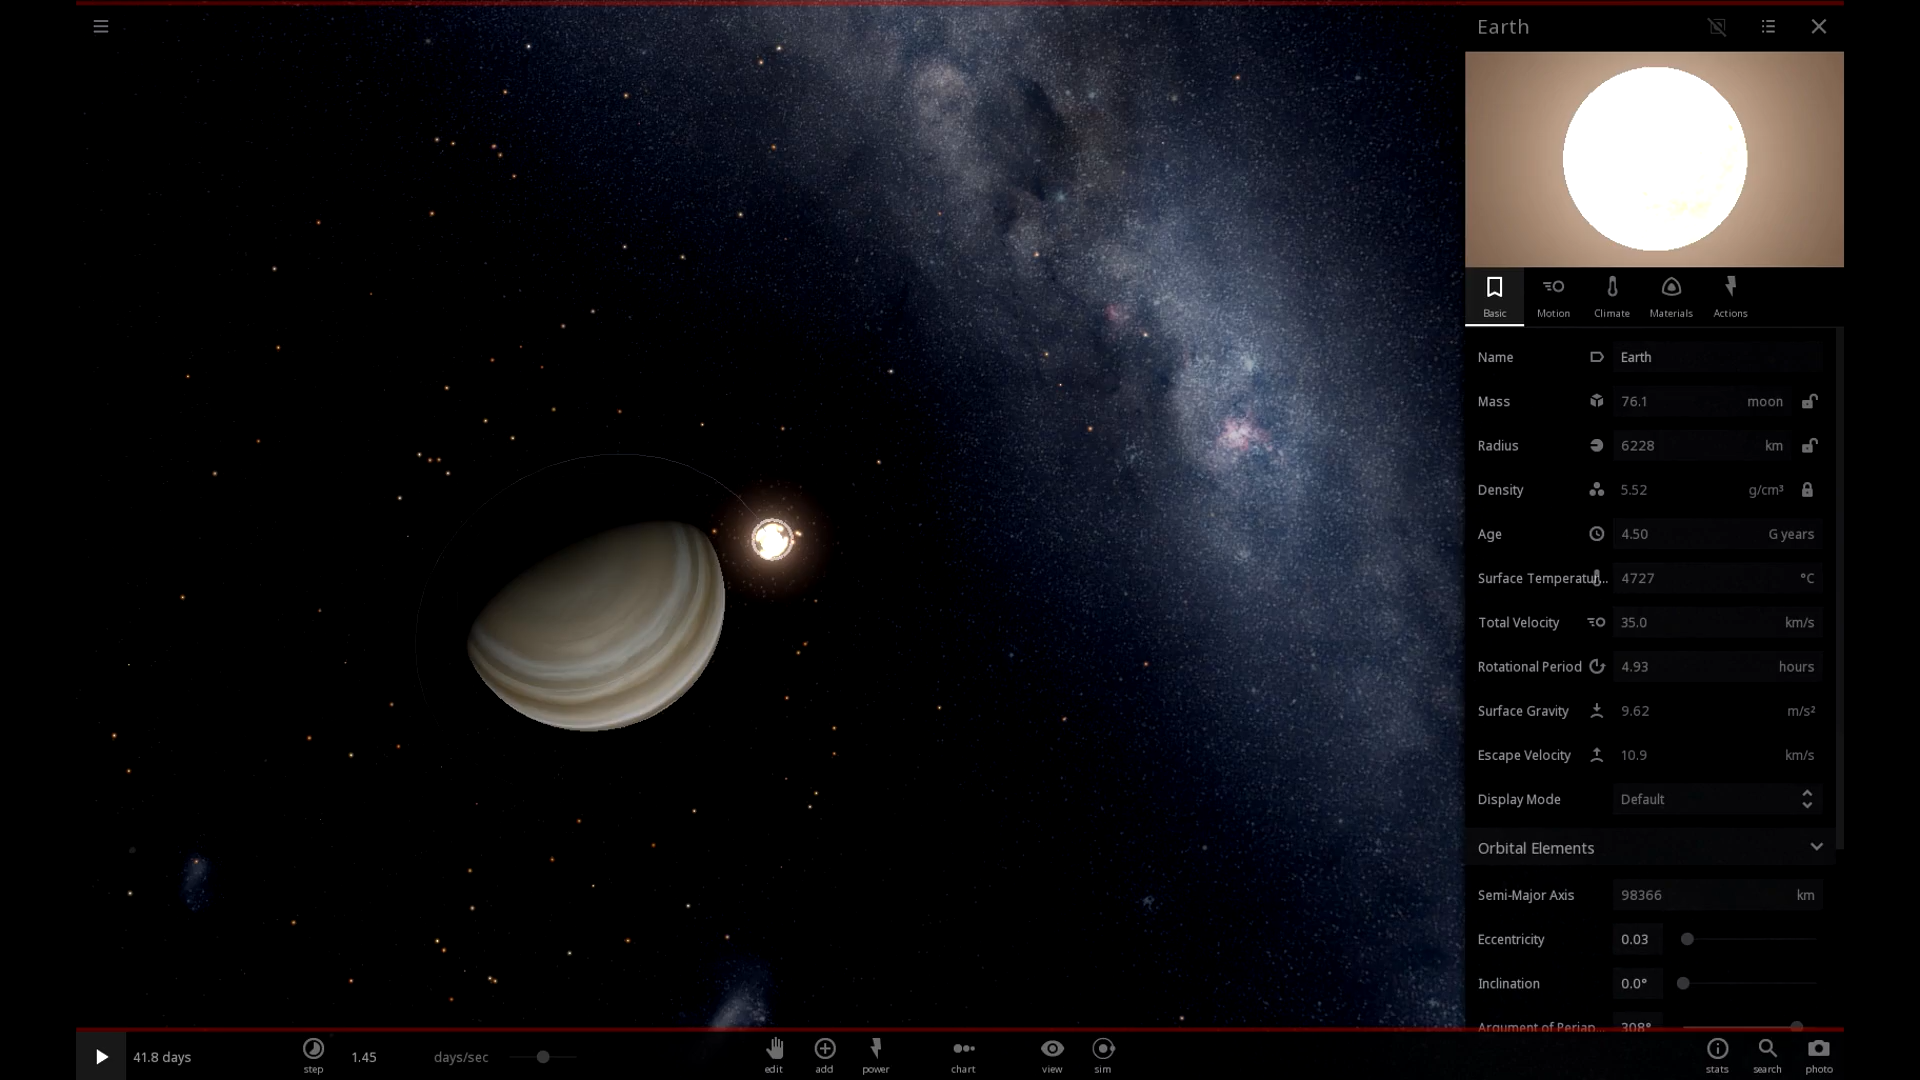 Earth
Basic
Motion
Climate
Materials
Actions
Name Earth
Mass 76.1 moon
Radius 6228 km
Density 5.52 g/cm³
Age 4.50 G years
Surface Temperatur... 4727 °C
Total Velocity 35.0 km/s
Rotational Period 4.93 hours
Surface Gravity 9.62 m/s²
Escape Velocity 10.9 km/s
Display Mode Default
Orbital Elements
Semi-Major Axis 98366 km
Eccentricity 0.03
Inclination 0.0°
Argument of Periap... 308°
41.8 days
step
1.45 days/sec
edit
add
power
chart
view
sim
stats
search
photo